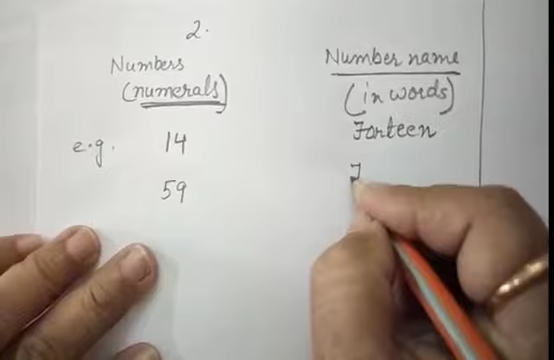 2.
Numbers
(numerals)
Number name
(in words)
e.g. 14
Forteen
59
F